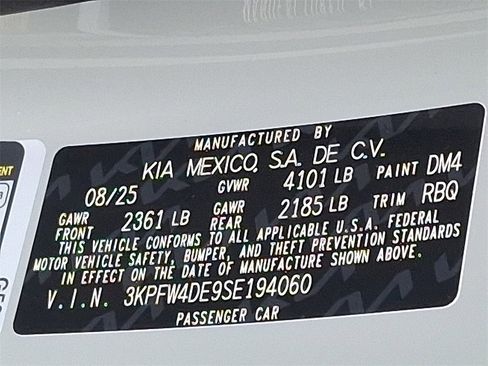 MANUFACTURED BY
KIA MEXICO, S.A. DE C.V.
08/25 GVWR 4101 LB PAINT DM4
GAWR FRONT 2361 LB GAWR REAR 2185 LB TRIM RBQ
THIS VEHICLE CONFORMS TO ALL APPLICABLE U.S.A. FEDERAL
MOTOR VEHICLE SAFETY, BUMPER, AND THEFT PREVENTION STANDARDS
IN EFFECT ON THE DATE OF MANUFACTURE SHOWN ABOVE.
V.I.N. 3KPFW4DE9SE194060
PASSENGER CAR